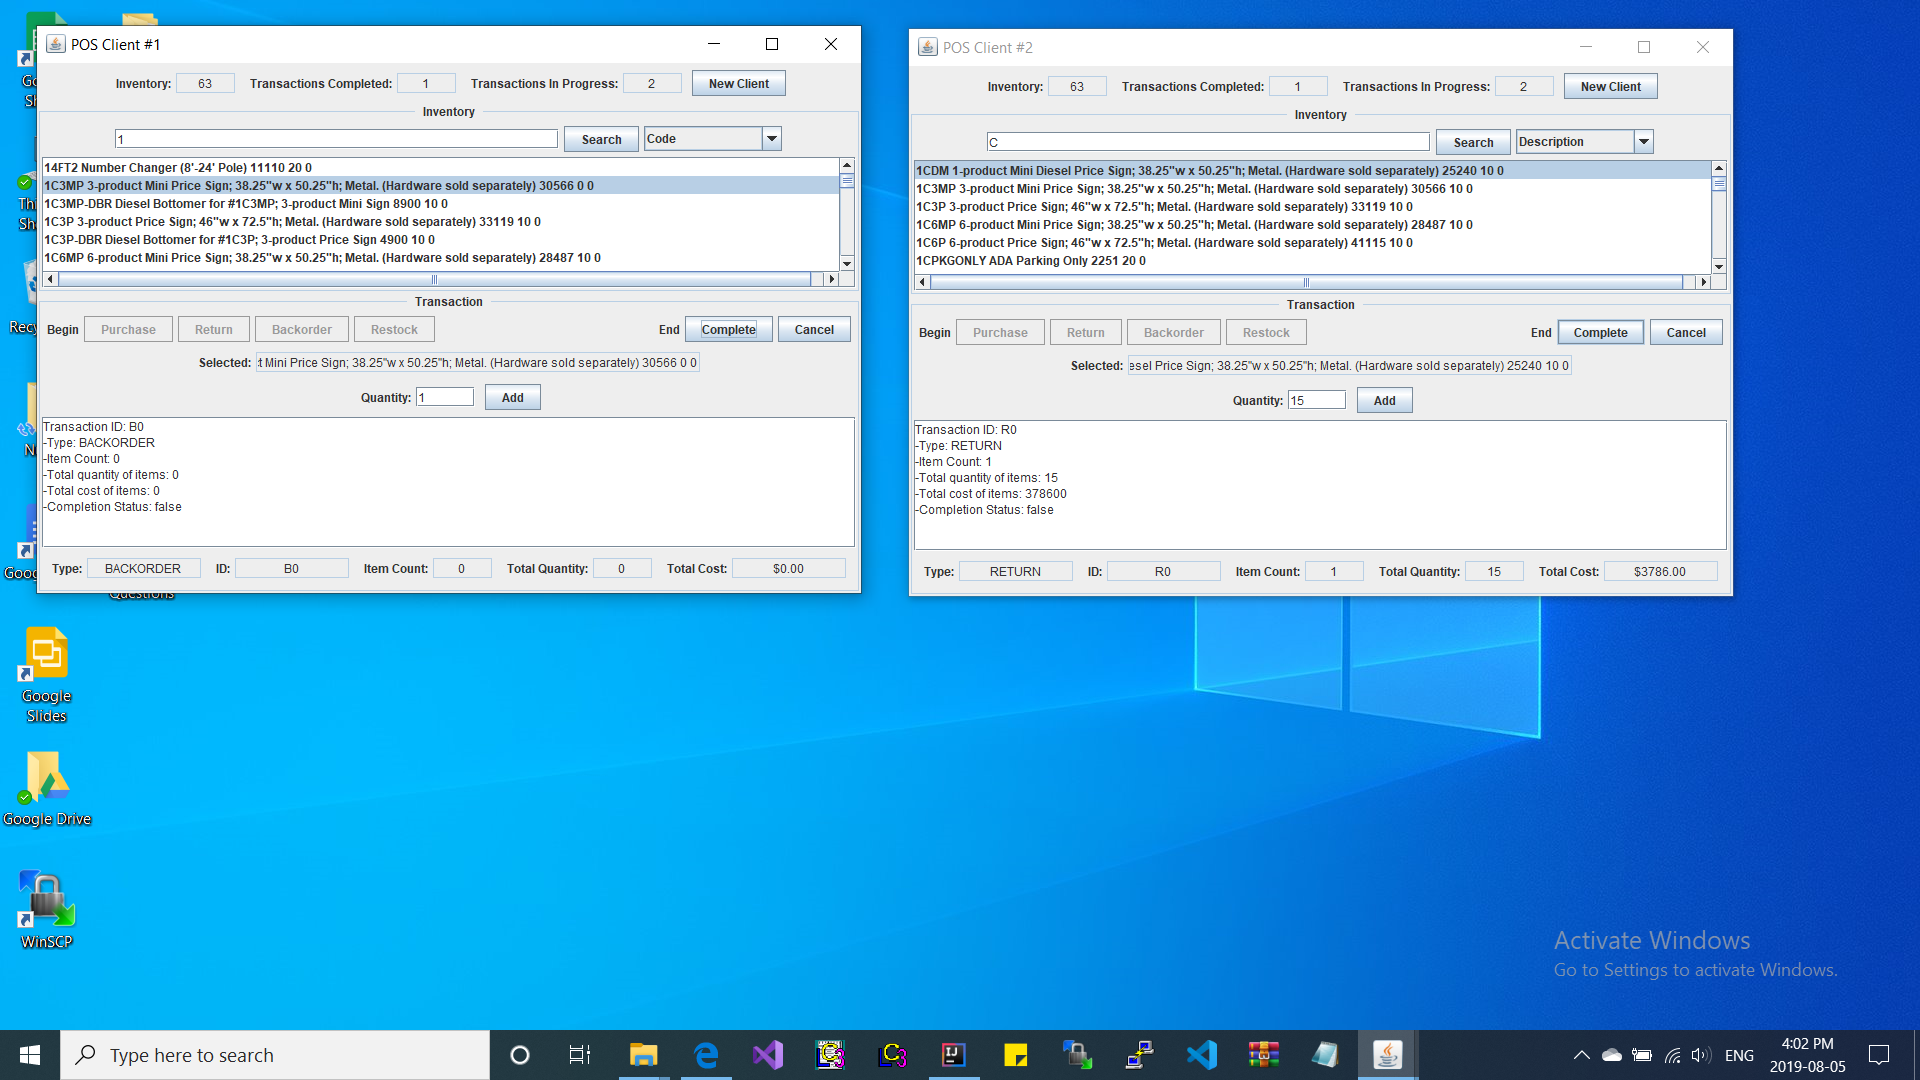 POS Client #1
Inventory: 63 Transactions Completed: 1 Transactions In Progress: 2 New Client
Inventory
1 Search Code
14FT2 Number Changer (8'-24' Pole) 11110 20 0
1C3MP 3-product Mini Price Sign; 38.25"w x 50.25"h; Metal. (Hardware sold separately) 30566 0 0
1C3MP-DBR Diesel Bottomer for #1C3MP; 3-product Mini Sign 8900 10 0
1C3P 3-product Price Sign; 46"w x 72.5"h; Metal. (Hardware sold separately) 33119 10 0
1C3P-DBR Diesel Bottomer for #1C3P; 3-product Price Sign 4900 10 0
1C6MP 6-product Mini Price Sign; 38.25"w x 50.25"h; Metal. (Hardware sold separately) 28487 10 0
Transaction
Begin Purchase Return Backorder Restock End Complete Cancel
Selected: t Mini Price Sign; 38.25"w x 50.25"h; Metal. (Hardware sold separately) 30566 0 0
Quantity: 1 Add
Transaction ID: B0
-Type: BACKORDER
-Item Count: 0
-Total quantity of items: 0
-Total cost of items: 0
-Completion Status: false
Type: BACKORDER ID: B0 Item Count: 0 Total Quantity: 0 Total Cost: $0.00
POS Client #2
Inventory: 63 Transactions Completed: 1 Transactions In Progress: 2 New Client
Inventory
C Search Description
1CDM 1-product Mini Diesel Price Sign; 38.25"w x 50.25"h; Metal. (Hardware sold separately) 25240 10 0
1C3MP 3-product Mini Price Sign; 38.25"w x 50.25"h; Metal. (Hardware sold separately) 30566 10 0
1C3P 3-product Price Sign; 46"w x 72.5"h; Metal. (Hardware sold separately) 33119 10 0
1C6MP 6-product Mini Price Sign; 38.25"w x 50.25"h; Metal. (Hardware sold separately) 28487 10 0
1C6P 6-product Price Sign; 46"w x 72.5"h; Metal. (Hardware sold separately) 41115 10 0
1CPKGONLY ADA Parking Only 2251 20 0
Transaction
Begin Purchase Return Backorder Restock End Complete Cancel
Selected: esel Price Sign; 38.25"w x 50.25"h; Metal. (Hardware sold separately) 25240 10 0
Quantity: 15 Add
Transaction ID: R0
-Type: RETURN
-Item Count: 1
-Total quantity of items: 15
-Total cost of items: 378600
-Completion Status: false
Type: RETURN ID: R0 Item Count: 1 Total Quantity: 15 Total Cost: $3786.00
Questions
Google
Slides
Google Drive
WinSCP
Activate Windows
Go to Settings to activate Windows.
Type here to search
ENG
4:02 PM
2019-08-05